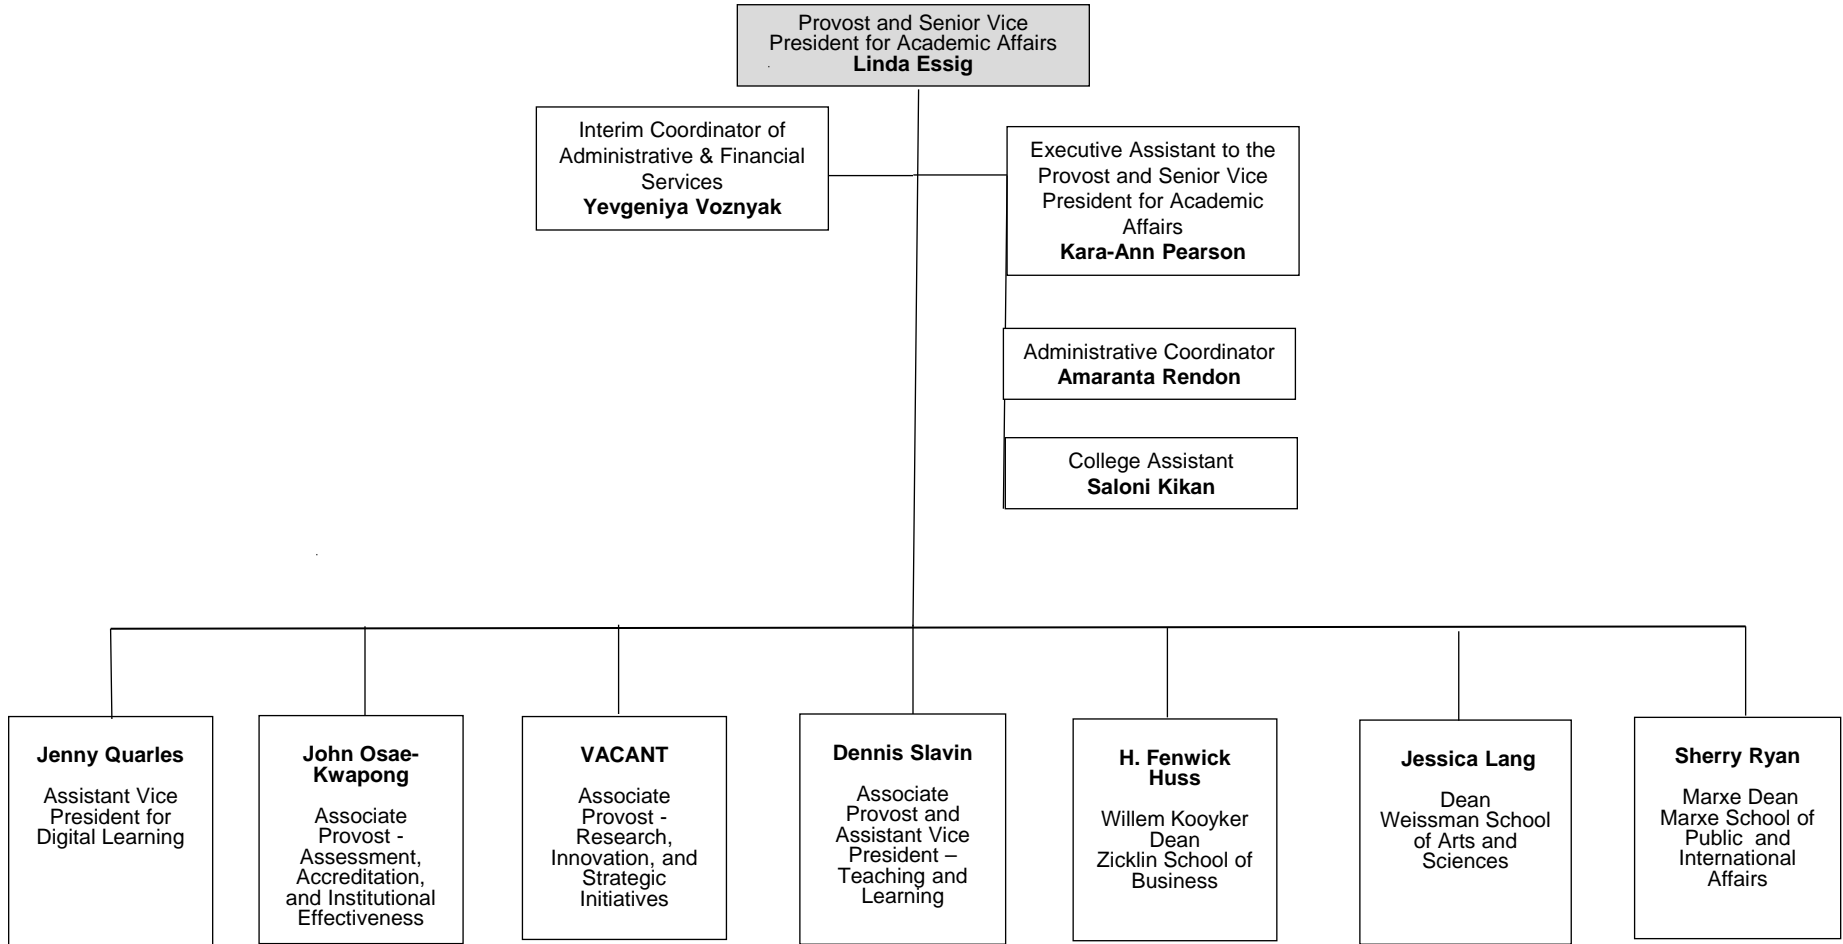 Provost and Senior Vice
President for Academic Affairs
Linda Essig
Interim Coordinator of
Administrative & Financial
Services
Yevgeniya Voznyak
Executive Assistant to the
Provost and Senior Vice
President for Academic
Affairs
Kara-Ann Pearson
Administrative Coordinator
Amaranta Rendon
College Assistant
Saloni Kikan
Jenny Quarles
Assistant Vice
President for
Digital Learning
John Osae-
Kwapong
Associate
Provost -
Assessment,
Accreditation,
and Institutional
Effectiveness
VACANT
Associate
Provost -
Research,
Innovation, and
Strategic
Initiatives
Dennis Slavin
Associate
Provost and
Assistant Vice
President –
Teaching and
Learning
H. Fenwick
Huss
Willem Kooyker
Dean
Zicklin School of
Business
Jessica Lang
Dean
Weissman School
of Arts and
Sciences
Sherry Ryan
Marxe Dean
Marxe School of
Public and
International
Affairs